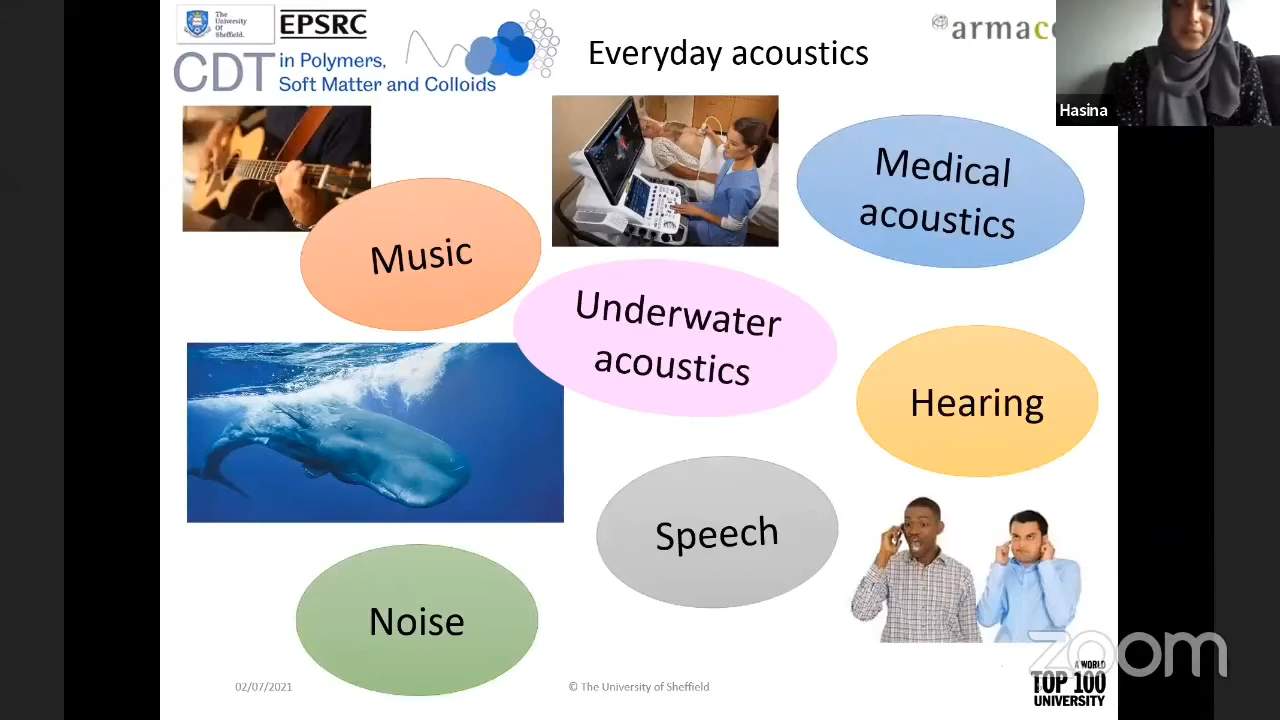 The
University
Of
Sheffield.
EPSRC
CDT
in Polymers,
Soft Matter and Colloids
Everyday acoustics
armac
Hasina
Medical
acoustics
Music
Underwater
acoustics
Hearing
Speech
Noise
zoom
A WORLD
TOP 100
UNIVERSITY
02/07/2021
© The University of Sheffield